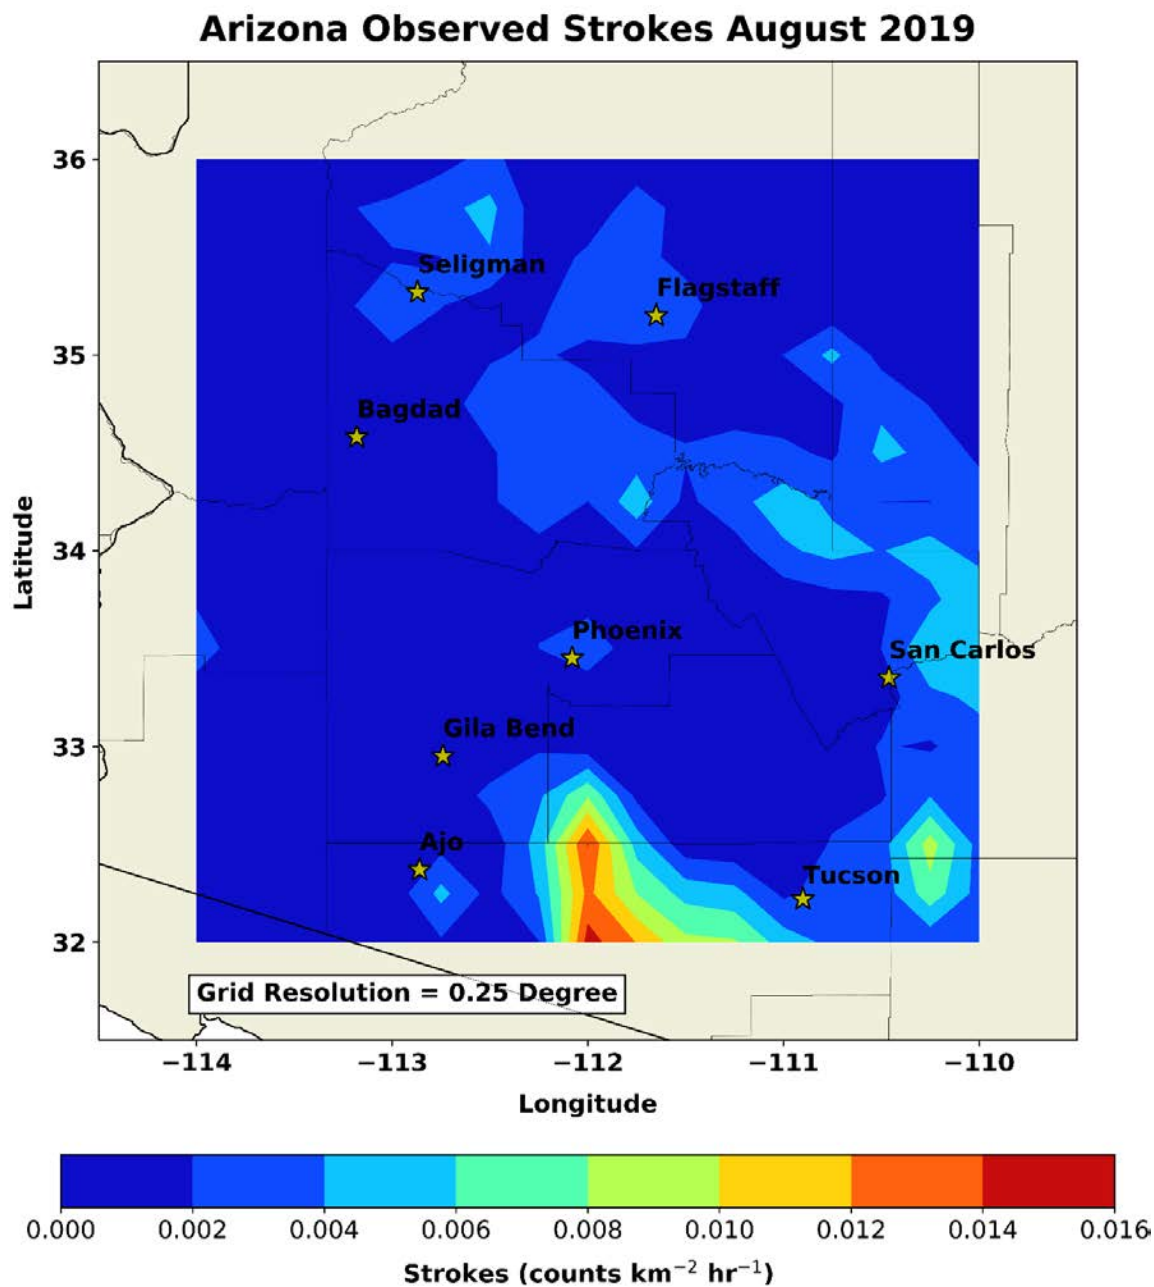 Arizona Observed Strokes August 2019
36
Seligman
Flagstaff
35
Bagdad
Latitude
34
Phoenix
San Carlos
Gila Bend
33
Ajo
Tucson
32
Grid Resolution = 0.25 Degree
−114 −113 −112 −111 −110
Longitude
0.000 0.002 0.004 0.006 0.008 0.010 0.012 0.014 0.016
Strokes (counts km⁻² hr⁻¹)